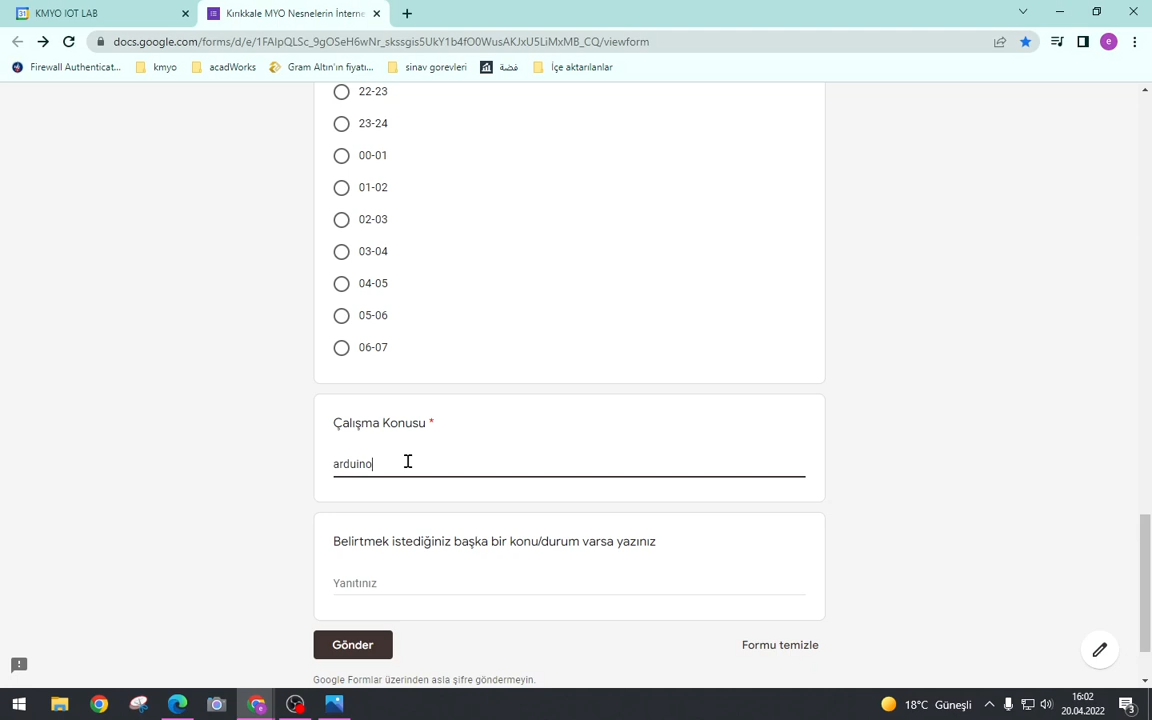 KMYO IOT LAB
Kırıkkale MYO Nesnelerin İnterne
docs.google.com/forms/d/e/1FAIpQLSc_9gOSeH6wNr_skssgis5UkY1b4fO0WusAKJxU5LiMxMB_CQ/viewform
e
Firewall Authenticat...
kmyo
acadWorks
Gram Altın'ın fiyatı...
sinav gorevleri
فضة
İçe aktarılanlar
22-23
23-24
00-01
01-02
02-03
03-04
04-05
05-06
06-07
Çalışma Konusu *
arduino
Belirtmek istediğiniz başka bir konu/durum varsa yazınız
Yanıtınız
Gönder
Formu temizle
Google Formlar üzerinden asla şifre göndermeyin.
18°C Güneşli
16:02
20.04.2022
3